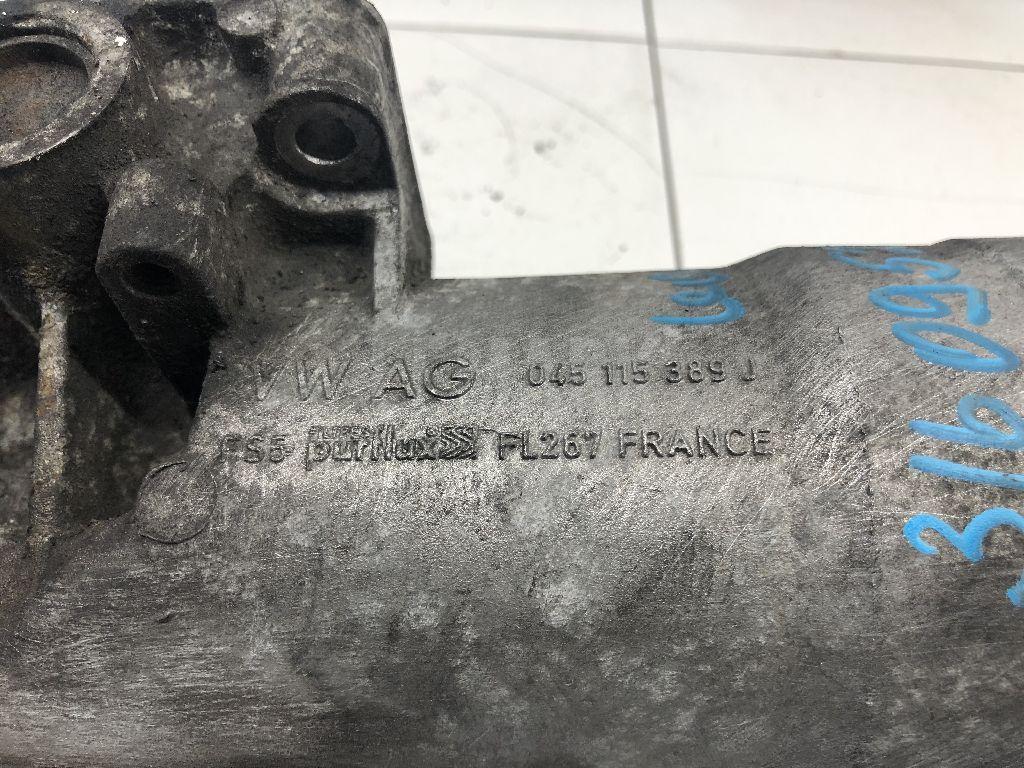 VW AG 045 115 389 J
FS5 purflux FL267 FRANCE